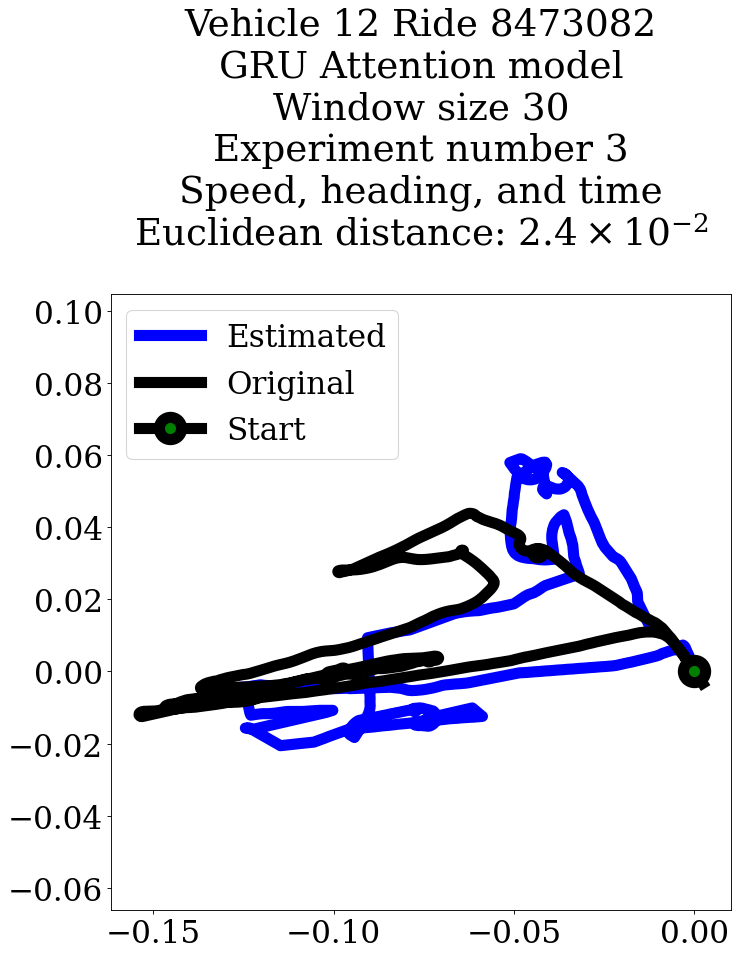 Vehicle 12 Ride 8473082
GRU Attention model
Window size 30
Experiment number 3
Speed, heading, and time
Euclidean distance: 2.4 × 10⁻²
0.10
0.08
0.06
0.04
0.02
0.00
−0.02
−0.04
−0.06
Estimated
Original
Start
−0.15
−0.10
−0.05
0.00